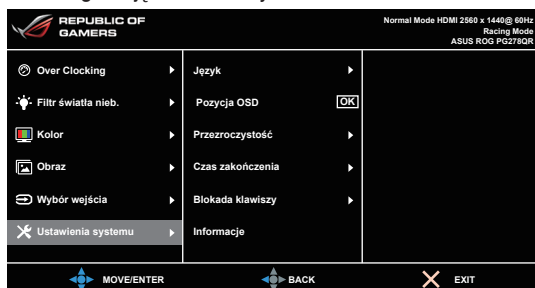 REPUBLIC OF
GAMERS
Normal Mode HDMI 2560 x 1440@ 60Hz
Racing Mode
ASUS ROG PG278QR
Over Clocking
Filtr światła nieb.
Kolor
Obraz
Wybór wejścia
Ustawienia systemu
Język
Pozycja OSD
OK
Przezroczystość
Czas zakończenia
Blokada klawiszy
Informacje
MOVE/ENTER
BACK
EXIT